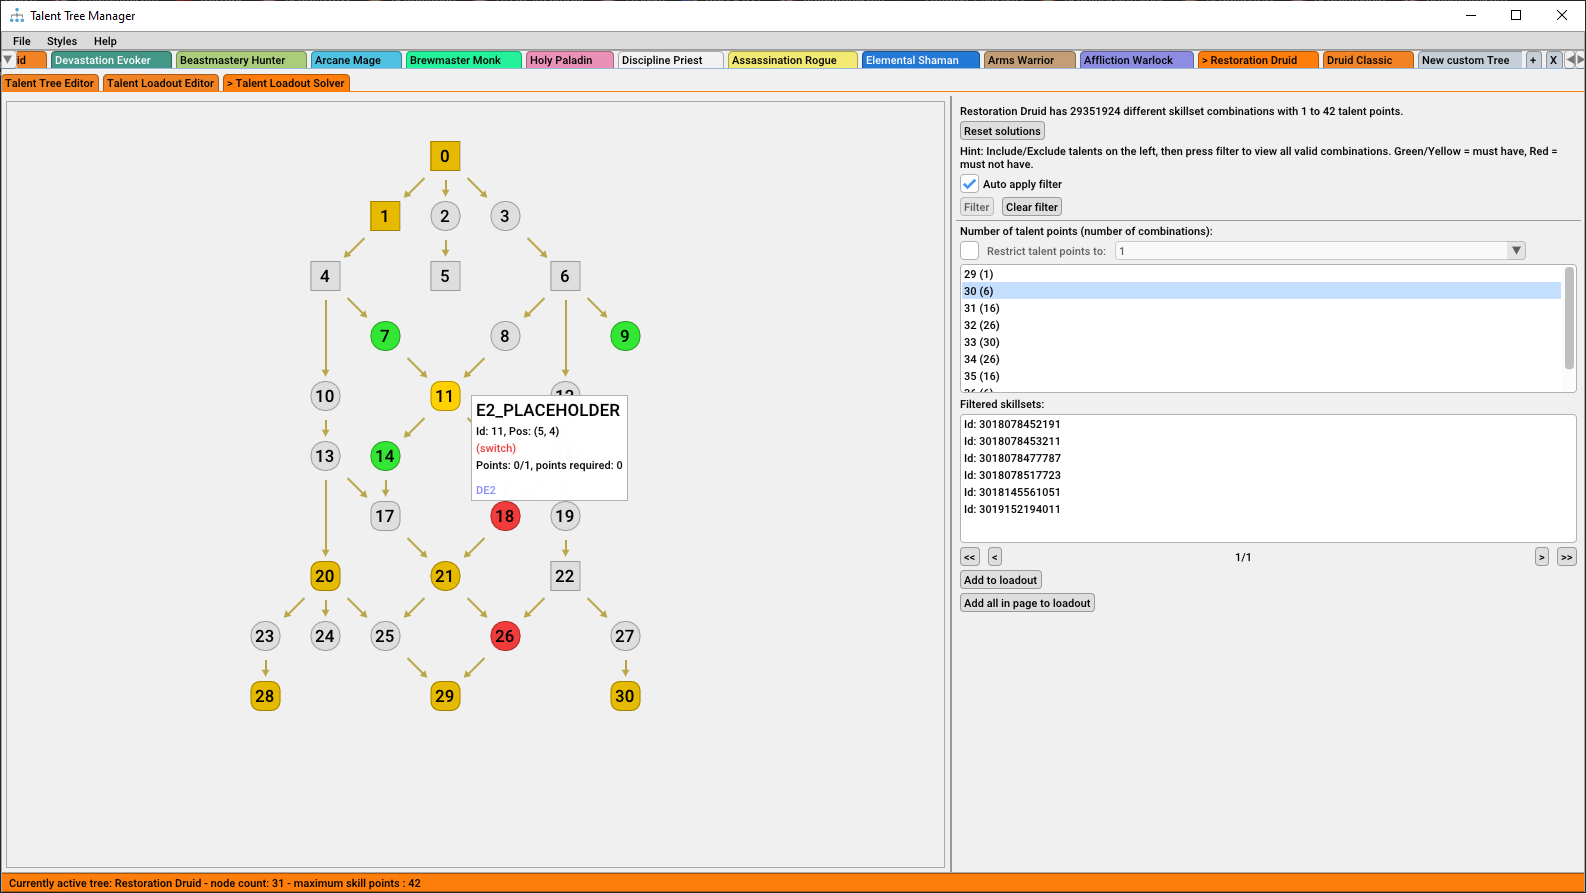 Talent Tree Manager
File Styles Help
id Devastation Evoker Beastmastery Hunter Arcane Mage Brewmaster Monk Holy Paladin Discipline Priest Assassination Rogue Elemental Shaman Arms Warrior Affliction Warlock > Restoration Druid Druid Classic New custom Tree + X
Talent Tree Editor Talent Loadout Editor > Talent Loadout Solver
0
1 2 3
4 5 6
7 8 9
10 11
13 14
17 18 19
20 21 22
23 24 25 26 27
28 29 30
E2_PLACEHOLDER
Id: 11, Pos: (5, 4)
(switch)
Points: 0/1, points required: 0
DE2
Restoration Druid has 29351924 different skillset combinations with 1 to 42 talent points.
Reset solutions
Hint: Include/Exclude talents on the left, then press filter to view all valid combinations. Green/Yellow = must have, Red =
must not have.
Auto apply filter
Filter Clear filter
Number of talent points (number of combinations):
Restrict talent points to: 1
29 (1)
30 (6)
31 (16)
32 (26)
33 (30)
34 (26)
35 (16)
Filtered skillsets:
Id: 3018078452191
Id: 3018078453211
Id: 3018078477787
Id: 3018078517723
Id: 3018145561051
Id: 3019152194011
<< < 1/1 > >>
Add to loadout
Add all in page to loadout
Currently active tree: Restoration Druid - node count: 31 - maximum skill points : 42